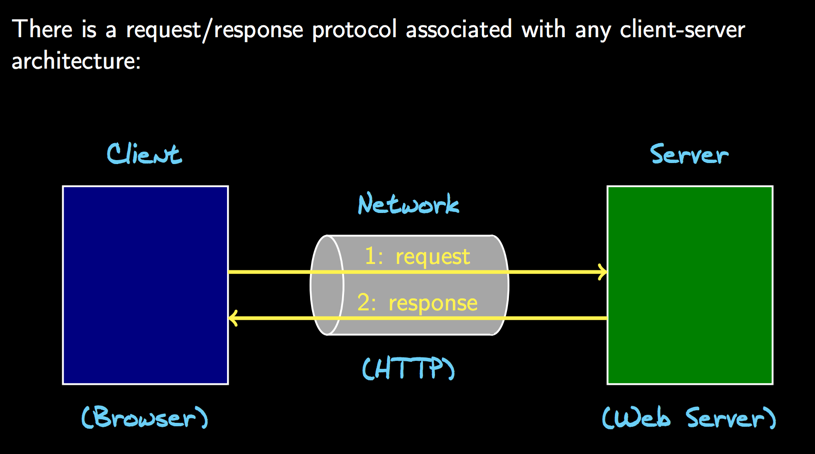 There is a request/response protocol associated with any client-server
architecture:
Client
Server
Network
1: request
2: response
(HTTP)
(Browser)
(Web Server)